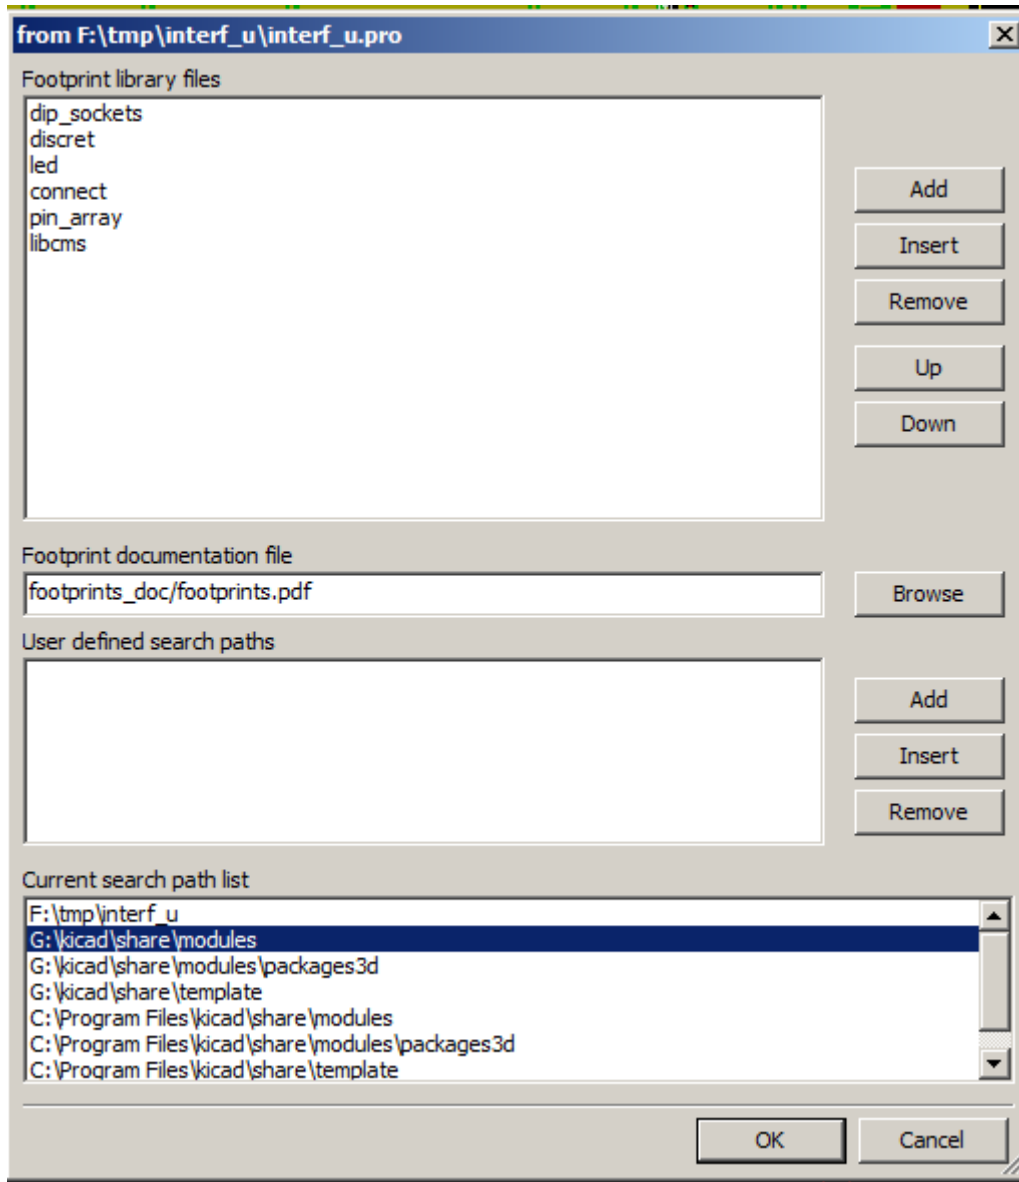 from F:\tmp\interf_u\interf_u.pro
Footprint library files
dip_sockets
discret
led
connect
pin_array
libcms
Add
Insert
Remove
Up
Down
Footprint documentation file
footprints_doc/footprints.pdf
Browse
User defined search paths
Add
Insert
Remove
Current search path list
F:\tmp\interf_u
G:\kicad\share\modules
G:\kicad\share\modules\packages3d
G:\kicad\share\template
C:\Program Files\kicad\share\modules
C:\Program Files\kicad\share\modules\packages3d
C:\Program Files\kicad\share\template
OK
Cancel